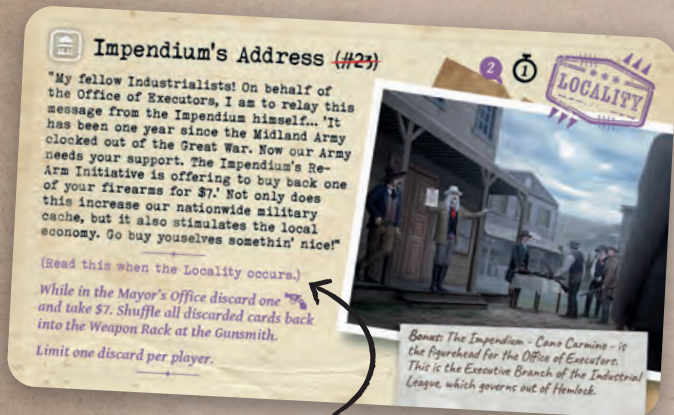 Impendium's Address (#23)
2
1
LOCALITY
"My fellow Industrialists! On behalf of
the Office of Executors, I am to relay this
message from the Impendium himself... 'It
has been one year since the Midland Army
clocked out of the Great War. Now our Army
needs your support. The Impendium's Re-
Arm Initiative is offering to buy back one
of your firearms for $7.' Not only does
this increase our nationwide military
cache, but it also stimulates the local
economy. Go buy youselves somethin' nice!"
(Read this when the Locality occurs.)
While in the Mayor's Office discard one
and take $7. Shuffle all discarded cards back
into the Weapon Rack at the Gunsmith.
Limit one discard per player.
Bonus: The Impendium - Cano Carmine - is
the figurehead for the Office of Executors.
This is the Executive Branch of the Industrial
League, which governs out of Hemlock.